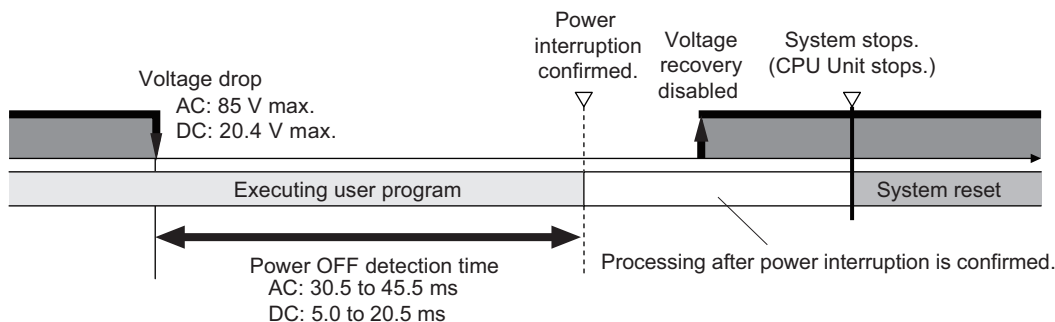 Power
interruption
confirmed.
Voltage
recovery
disabled
System stops.
(CPU Unit stops.)
Voltage drop
AC: 85 V max.
DC: 20.4 V max.
Executing user program
System reset
Power OFF detection time
AC: 30.5 to 45.5 ms
DC: 5.0 to 20.5 ms
Processing after power interruption is confirmed.